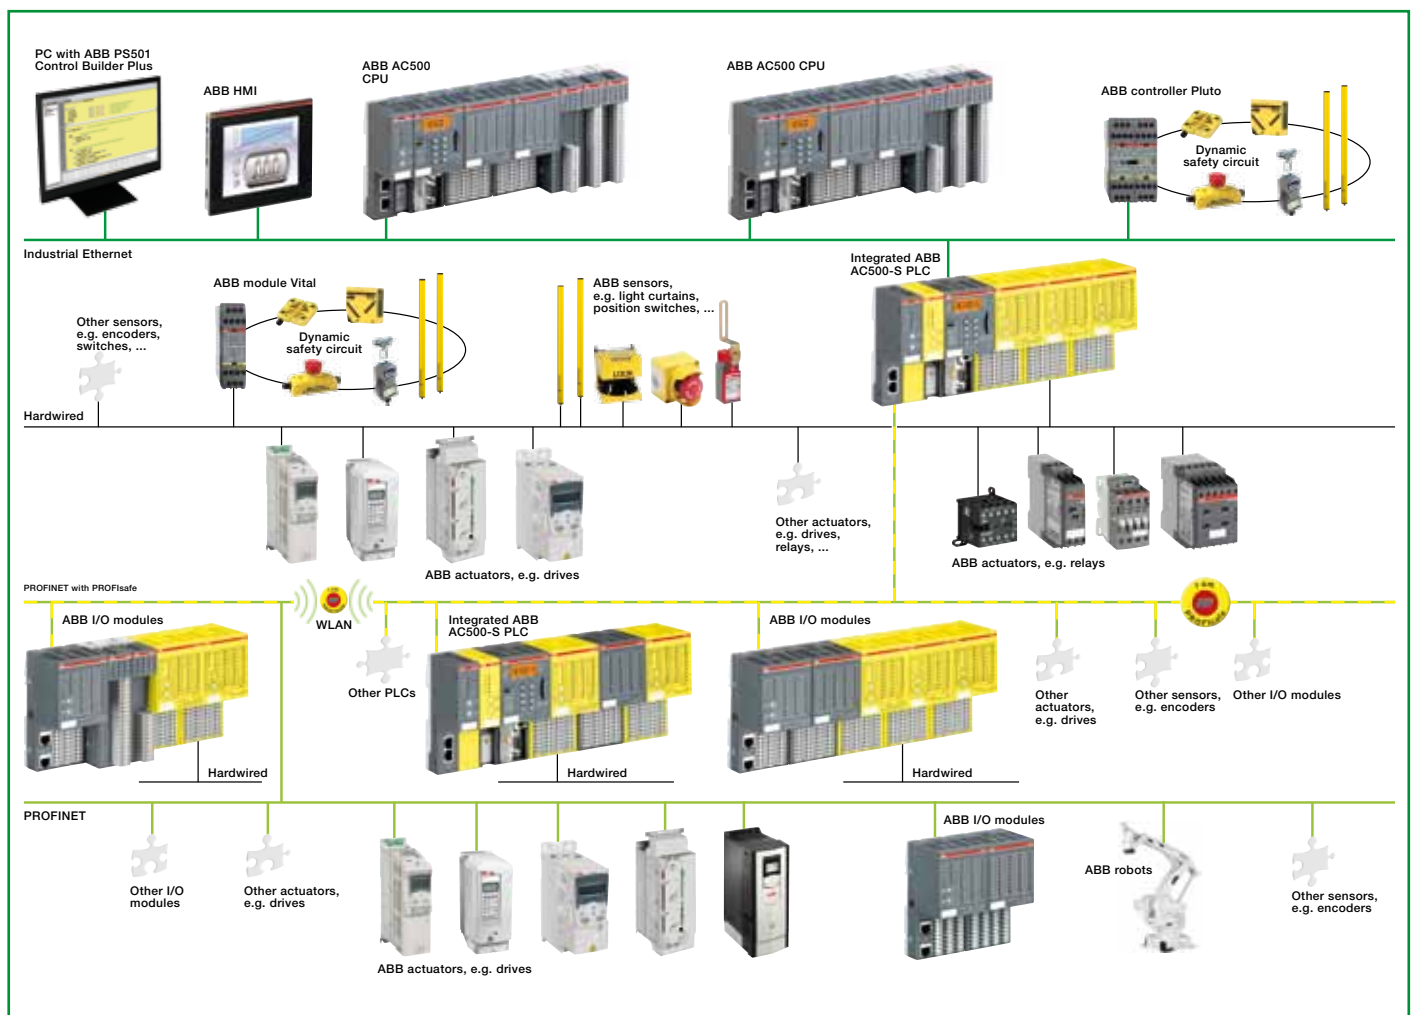 PC with ABB PS501
Control Builder Plus
ABB HMI
ABB AC500
CPU
ABB AC500 CPU
ABB controller Pluto
Dynamic
safety circuit
Industrial Ethernet
Integrated ABB
AC500-S PLC
ABB module Vital
Dynamic
safety circuit
ABB sensors,
e.g. light curtains,
position switches, ...
Other sensors,
e.g. encoders,
switches, ...
Hardwired
ABB actuators, e.g. drives
Other actuators,
e.g. drives,
relays, ...
ABB actuators, e.g. relays
PROFINET with PROFIsafe
WLAN
ABB I/O modules
Hardwired
Other PLCs
Integrated ABB
AC500-S PLC
Hardwired
ABB I/O modules
Hardwired
Other
actuators,
e.g. drives
Other sensors,
e.g. encoders
Other I/O modules
PROFINET
Other I/O
modules
Other actuators,
e.g. drives
ABB actuators, e.g. drives
ABB I/O modules
ABB robots
Other sensors,
e.g. encoders